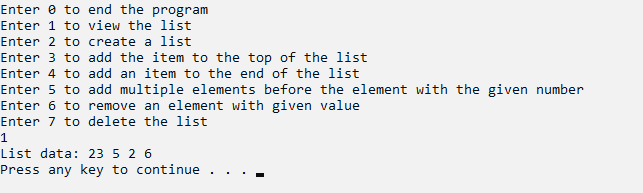 Enter 0 to end the program
Enter 1 to view the list
Enter 2 to create a list
Enter 3 to add the item to the top of the list
Enter 4 to add an item to the end of the list
Enter 5 to add multiple elements before the element with the given number
Enter 6 to remove an element with given value
Enter 7 to delete the list
1
List data: 23 5 2 6
Press any key to continue . . .